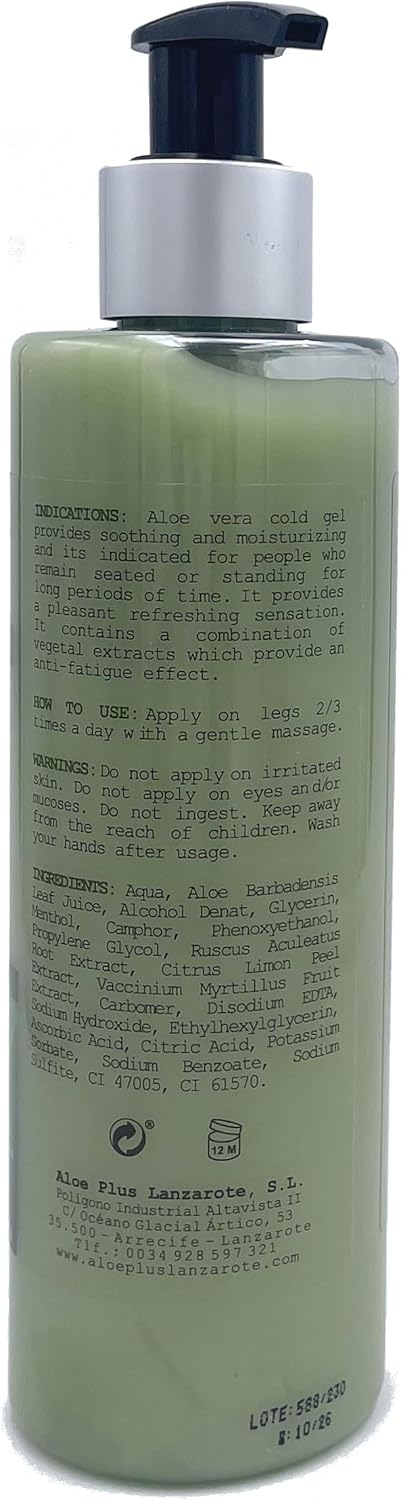 INDICATIONS: Aloe vera cold gel
provides soothing and moisturizing
and its indicated for people who
remain seated or standing for
long periods of time. It provides
a pleasant refreshing sensation.
It contains a combination of
vegetal extracts which provide an
anti-fatigue effect.
HOW TO USE: Apply on legs 2/3
times a day with a gentle massage.
WARNINGS: Do not apply on irritated
skin. Do not apply on eyes and/or
mucoses. Do not ingest. Keep away
from the reach of children. Wash
your hands after usage.
INGREDIENTS: Aqua, Aloe Barbadensis
Leaf Juice, Alcohol Denat, Glycerin,
Menthol, Camphor, Phenoxyethanol,
Propylene Glycol, Ruscus Aculeatus
Root Extract, Citrus Limon Peel
Extract, Vaccinium Myrtillus Fruit
Extract, Carbomer, Disodium EDTA,
Sodium Hydroxide, Ethylhexylglycerin,
Ascorbic Acid, Citric Acid, Potassium
Sorbate, Sodium Benzoate, Sodium
Sulfite, CI 47005, CI 61570.
®
12 M
Aloe Plus Lanzarote, S.L.
Poligono Industrial Altavista II
C/ Océano Glacial Ártico, 53
35.500 - Arrecife - Lanzarote
Tlf.: 0034 928 597 321
www.aloepluslanzarote.com
LOTE: 588/230
10/26